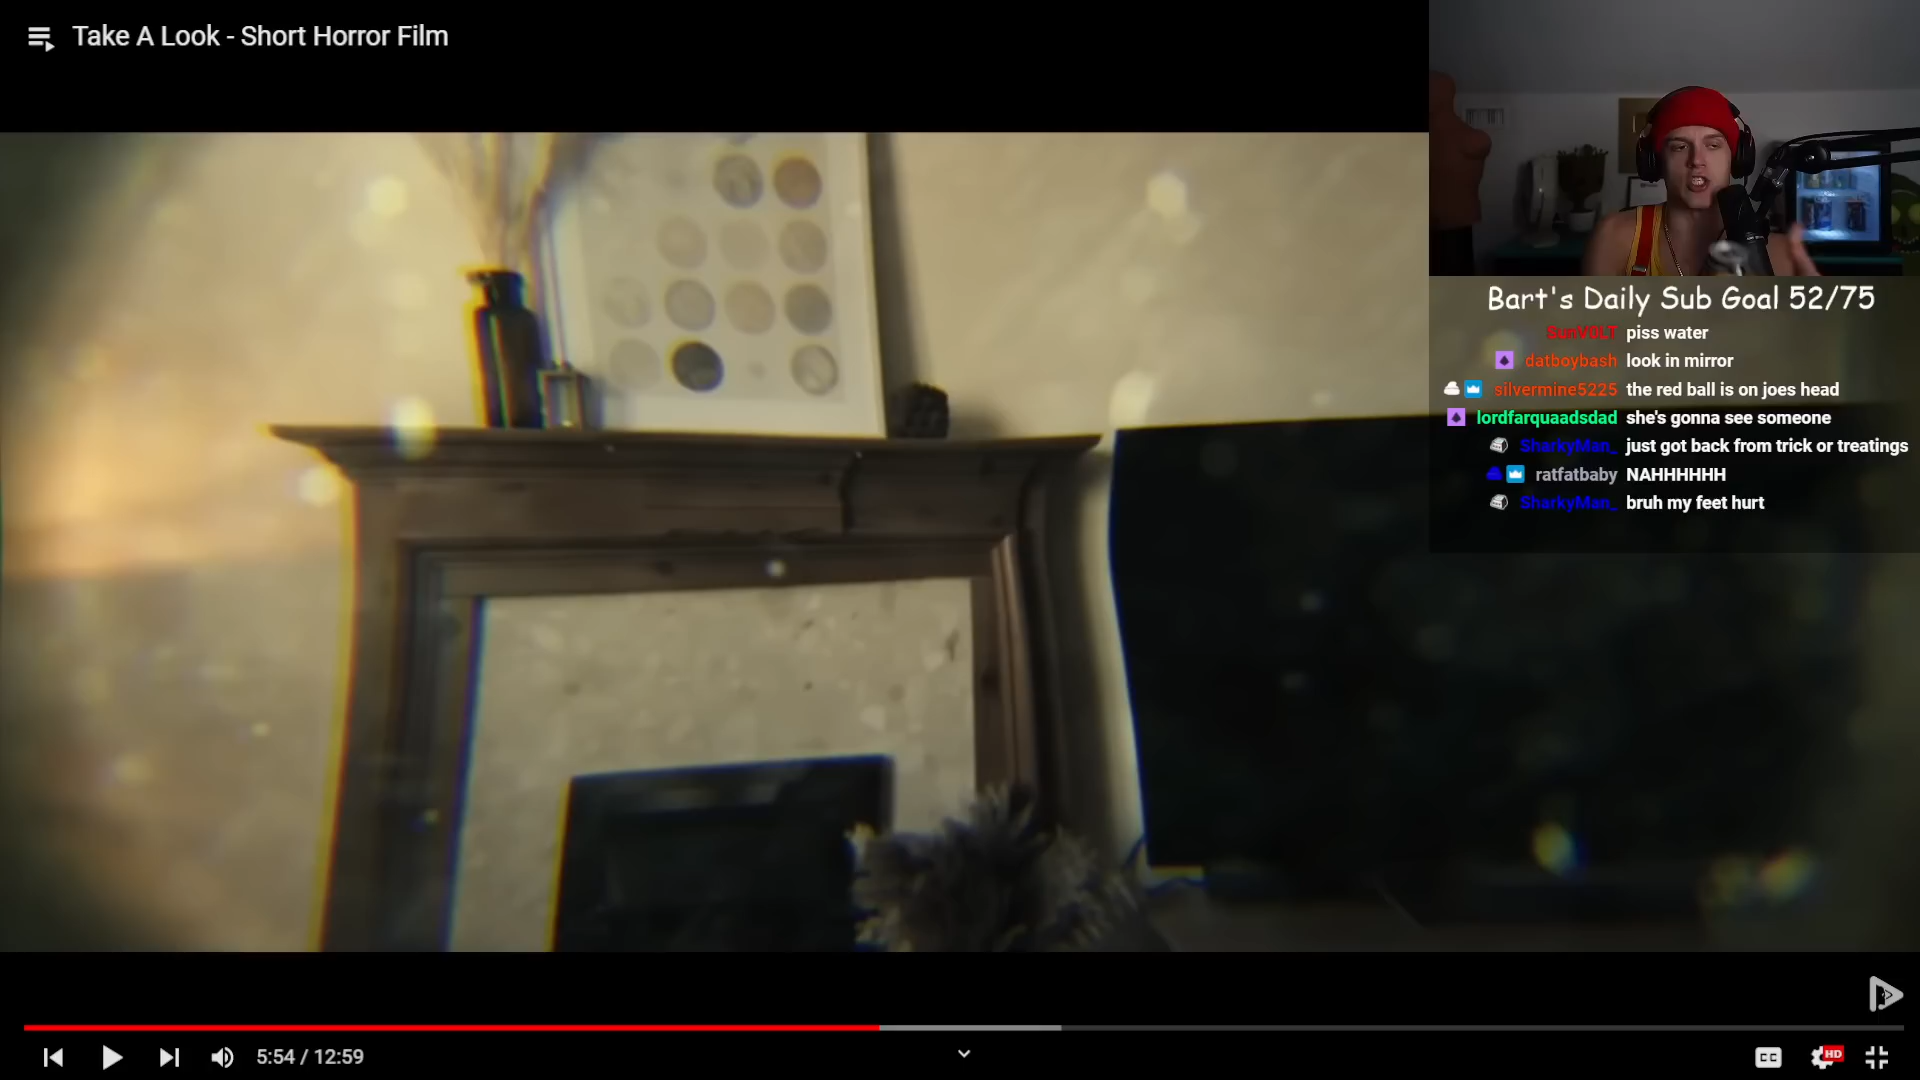 Take A Look - Short Horror Film
Bart's Daily Sub Goal 52/75
SunV0LT piss water
datboybash look in mirror
silvermine5225 the red ball is on joes head
lordfarquaadsdad she's gonna see someone
SharkyMan_ just got back from trick or treatings
ratfatbaby NAHHHHHH
SharkyMan_ bruh my feet hurt
5:54 / 12:59
CC
HD